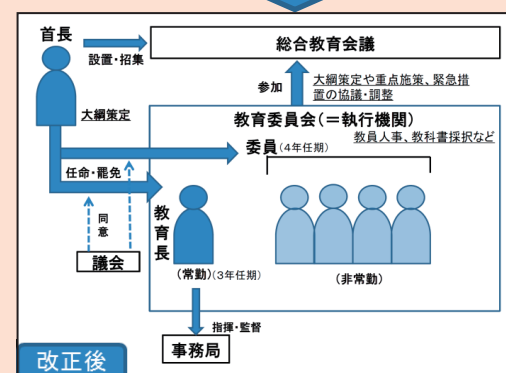 首長
総合教育会議
設置・招集
大綱策定
参加
大綱策定や重点施策、緊急措
置の協議・調整
教育委員会(＝執行機関)
教員人事、教科書採択など
委員(4年任期)
任命・罷免
同意
議会
教育長
(常勤)(3年任期)
(非常勤)
指揮・監督
事務局
改正後